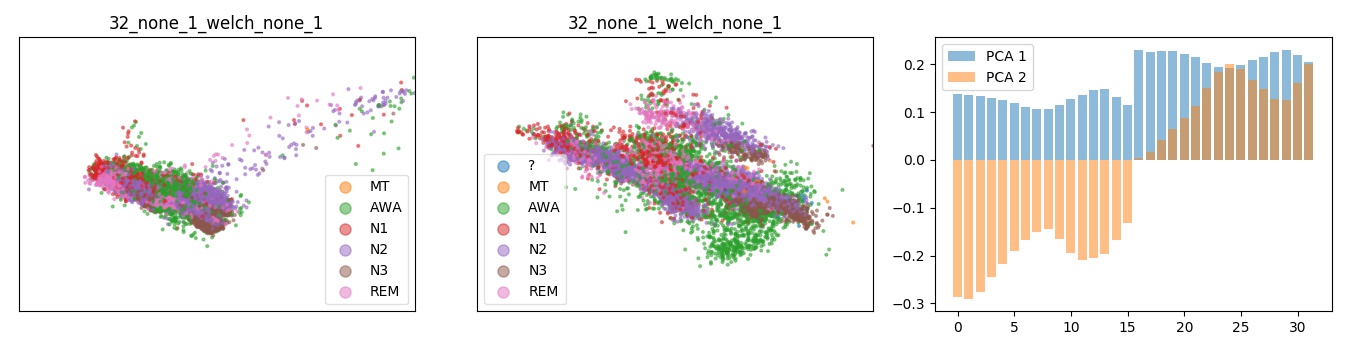 32_none_1_welch_none_1
MT
AWA
N1
N2
N3
REM
32_none_1_welch_none_1
?
MT
AWA
N1
N2
N3
REM
PCA 1
PCA 2
0.2
0.1
0.0
−0.1
−0.2
−0.3
0 5 10 15 20 25 30